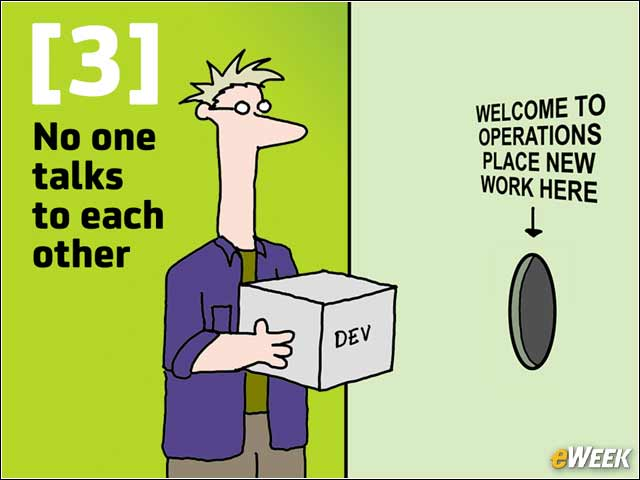 [3]
No one
talks
to each
other
WELCOME TO
OPERATIONS
PLACE NEW
WORK HERE
DEV
eWEEK